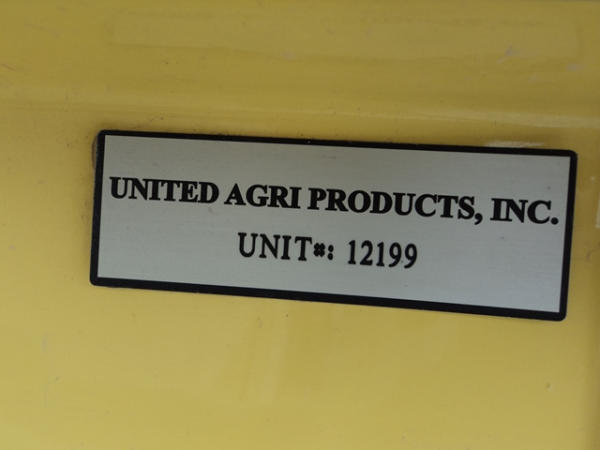 UNITED AGRI PRODUCTS, INC.
UNIT#: 12199